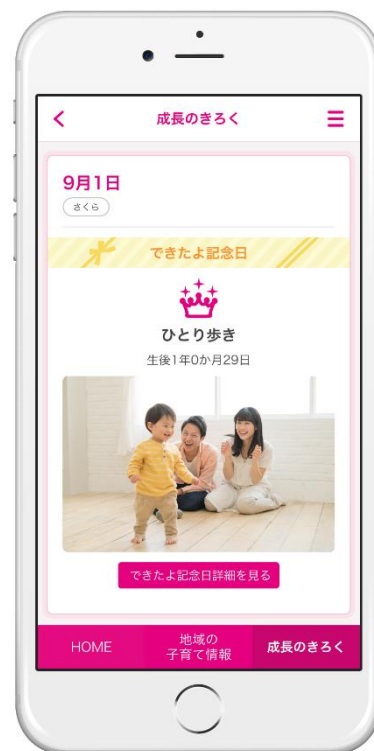 成長のきろく
9月1日
さくら
できたよ記念日
ひとり歩き
生後1年0か月29日
できたよ記念日詳細を見る
HOME
地域の
子育て情報
成長のきろく